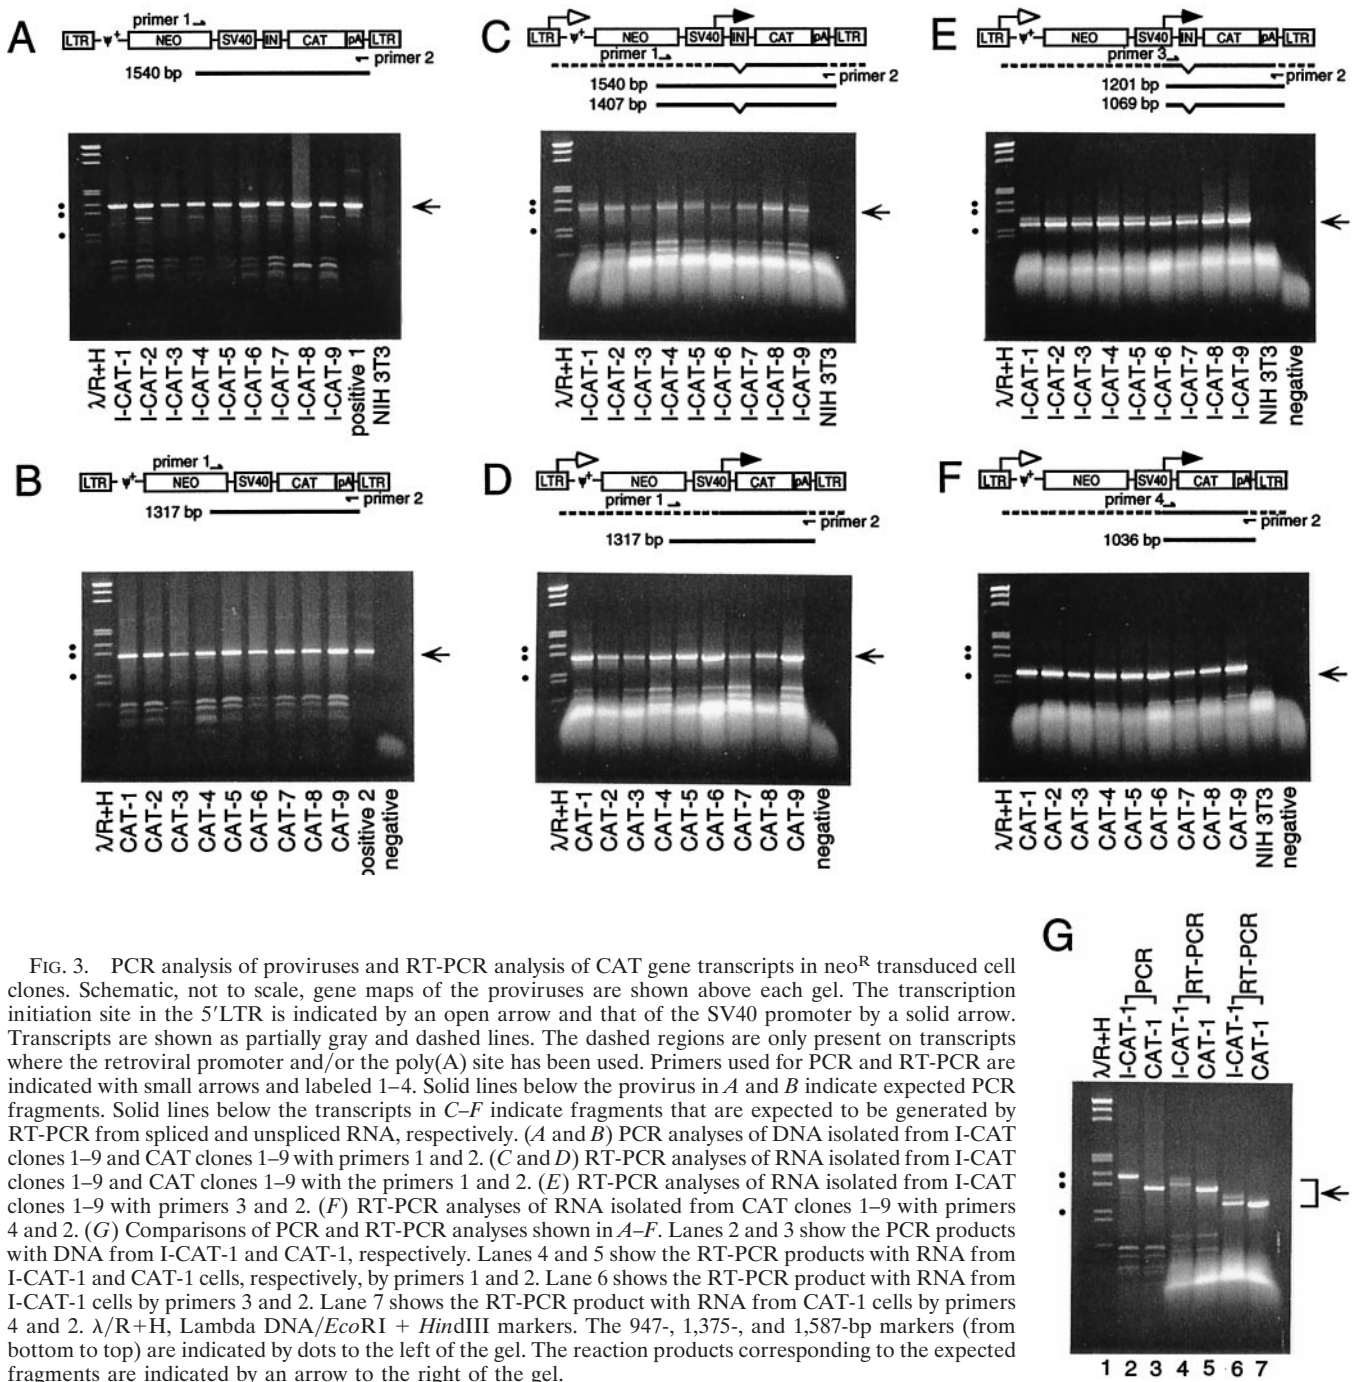 A
primer 1
LTR Ψ+ NEO SV40 IN CAT pA LTR
primer 2
1540 bp
λ/R+H I-CAT-1 I-CAT-2 I-CAT-3 I-CAT-4 I-CAT-5 I-CAT-6 I-CAT-7 I-CAT-8 I-CAT-9 positive 1 NIH 3T3
C
LTR Ψ+ NEO SV40 IN CAT pA LTR
primer 1
primer 2
1540 bp
1407 bp
λ/R+H I-CAT-1 I-CAT-2 I-CAT-3 I-CAT-4 I-CAT-5 I-CAT-6 I-CAT-7 I-CAT-8 I-CAT-9 NIH 3T3
E
LTR Ψ+ NEO SV40 IN CAT pA LTR
primer 3
primer 2
1201 bp
1069 bp
λ/R+H I-CAT-1 I-CAT-2 I-CAT-3 I-CAT-4 I-CAT-5 I-CAT-6 I-CAT-7 I-CAT-8 I-CAT-9 NIH 3T3 negative
B
primer 1
LTR Ψ+ NEO SV40 CAT pA LTR
primer 2
1317 bp
λ/R+H CAT-1 CAT-2 CAT-3 CAT-4 CAT-5 CAT-6 CAT-7 CAT-8 CAT-9 positive 2 negative
D
LTR Ψ+ NEO SV40 CAT pA LTR
primer 1
primer 2
1317 bp
λ/R+H CAT-1 CAT-2 CAT-3 CAT-4 CAT-5 CAT-6 CAT-7 CAT-8 CAT-9 negative
F
LTR Ψ+ NEO SV40 CAT pA LTR
primer 4
primer 2
1036 bp
λ/R+H CAT-1 CAT-2 CAT-3 CAT-4 CAT-5 CAT-6 CAT-7 CAT-8 CAT-9 NIH 3T3 negative
FIG. 3. PCR analysis of proviruses and RT-PCR analysis of CAT gene transcripts in neoR transduced cell
clones. Schematic, not to scale, gene maps of the proviruses are shown above each gel. The transcription
initiation site in the 5′LTR is indicated by an open arrow and that of the SV40 promoter by a solid arrow.
Transcripts are shown as partially gray and dashed lines. The dashed regions are only present on transcripts
where the retroviral promoter and/or the poly(A) site has been used. Primers used for PCR and RT-PCR are
indicated with small arrows and labeled 1–4. Solid lines below the provirus in A and B indicate expected PCR
fragments. Solid lines below the transcripts in C–F indicate fragments that are expected to be generated by
RT-PCR from spliced and unspliced RNA, respectively. (A and B) PCR analyses of DNA isolated from I-CAT
clones 1–9 and CAT clones 1–9 with primers 1 and 2. (C and D) RT-PCR analyses of RNA isolated from I-CAT
clones 1–9 and CAT clones 1–9 with the primers 1 and 2. (E) RT-PCR analyses of RNA isolated from I-CAT
clones 1–9 with primers 3 and 2. (F) RT-PCR analyses of RNA isolated from CAT clones 1–9 with primers
4 and 2. (G) Comparisons of PCR and RT-PCR analyses shown in A–F. Lanes 2 and 3 show the PCR products
with DNA from I-CAT-1 and CAT-1, respectively. Lanes 4 and 5 show the RT-PCR products with RNA from
I-CAT-1 and CAT-1 cells, respectively, by primers 1 and 2. Lane 6 shows the RT-PCR product with RNA from
I-CAT-1 cells by primers 3 and 2. Lane 7 shows the RT-PCR product with RNA from CAT-1 cells by primers
4 and 2. λ/R+H, Lambda DNA/EcoRI + HindIII markers. The 947-, 1,375-, and 1,587-bp markers (from
bottom to top) are indicated by dots to the left of the gel. The reaction products corresponding to the expected
fragments are indicated by an arrow to the right of the gel.
G
PCR RT-PCR RT-PCR
λ/R+H I-CAT-1 CAT-1 I-CAT-1 CAT-1 I-CAT-1 CAT-1
1 2 3 4 5 6 7